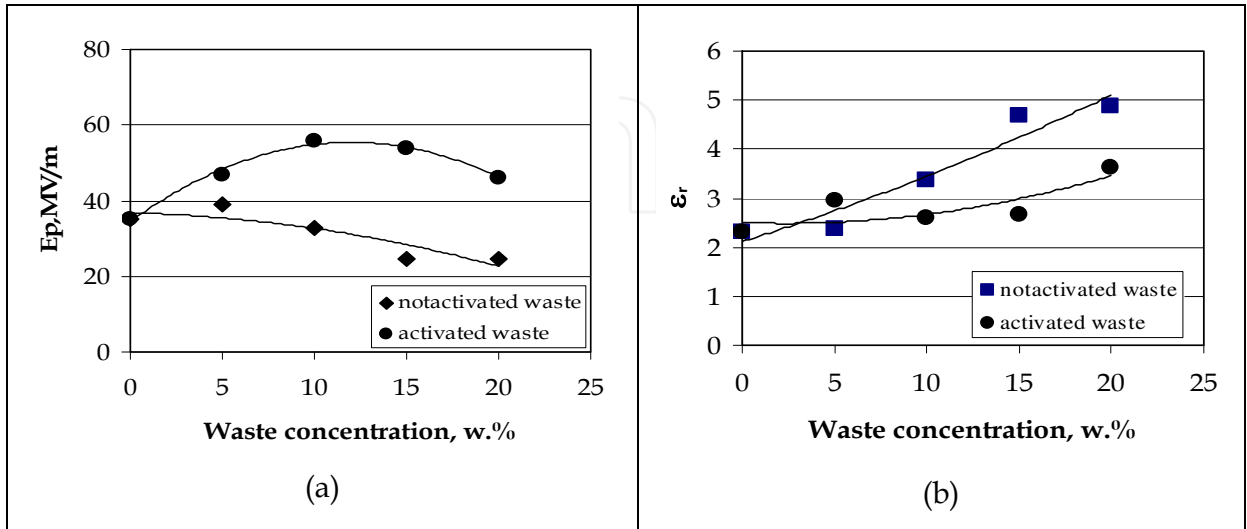 80
60
40
20
0
0 5 10 15 20 25
Ep,MV/m
Waste concentration, w.%
notactivated waste
activated waste
(a)
6
5
4
3
2
1
0
0 5 10 15 20 25
εr
Waste concentration, w.%
notactivated waste
activated waste
(b)